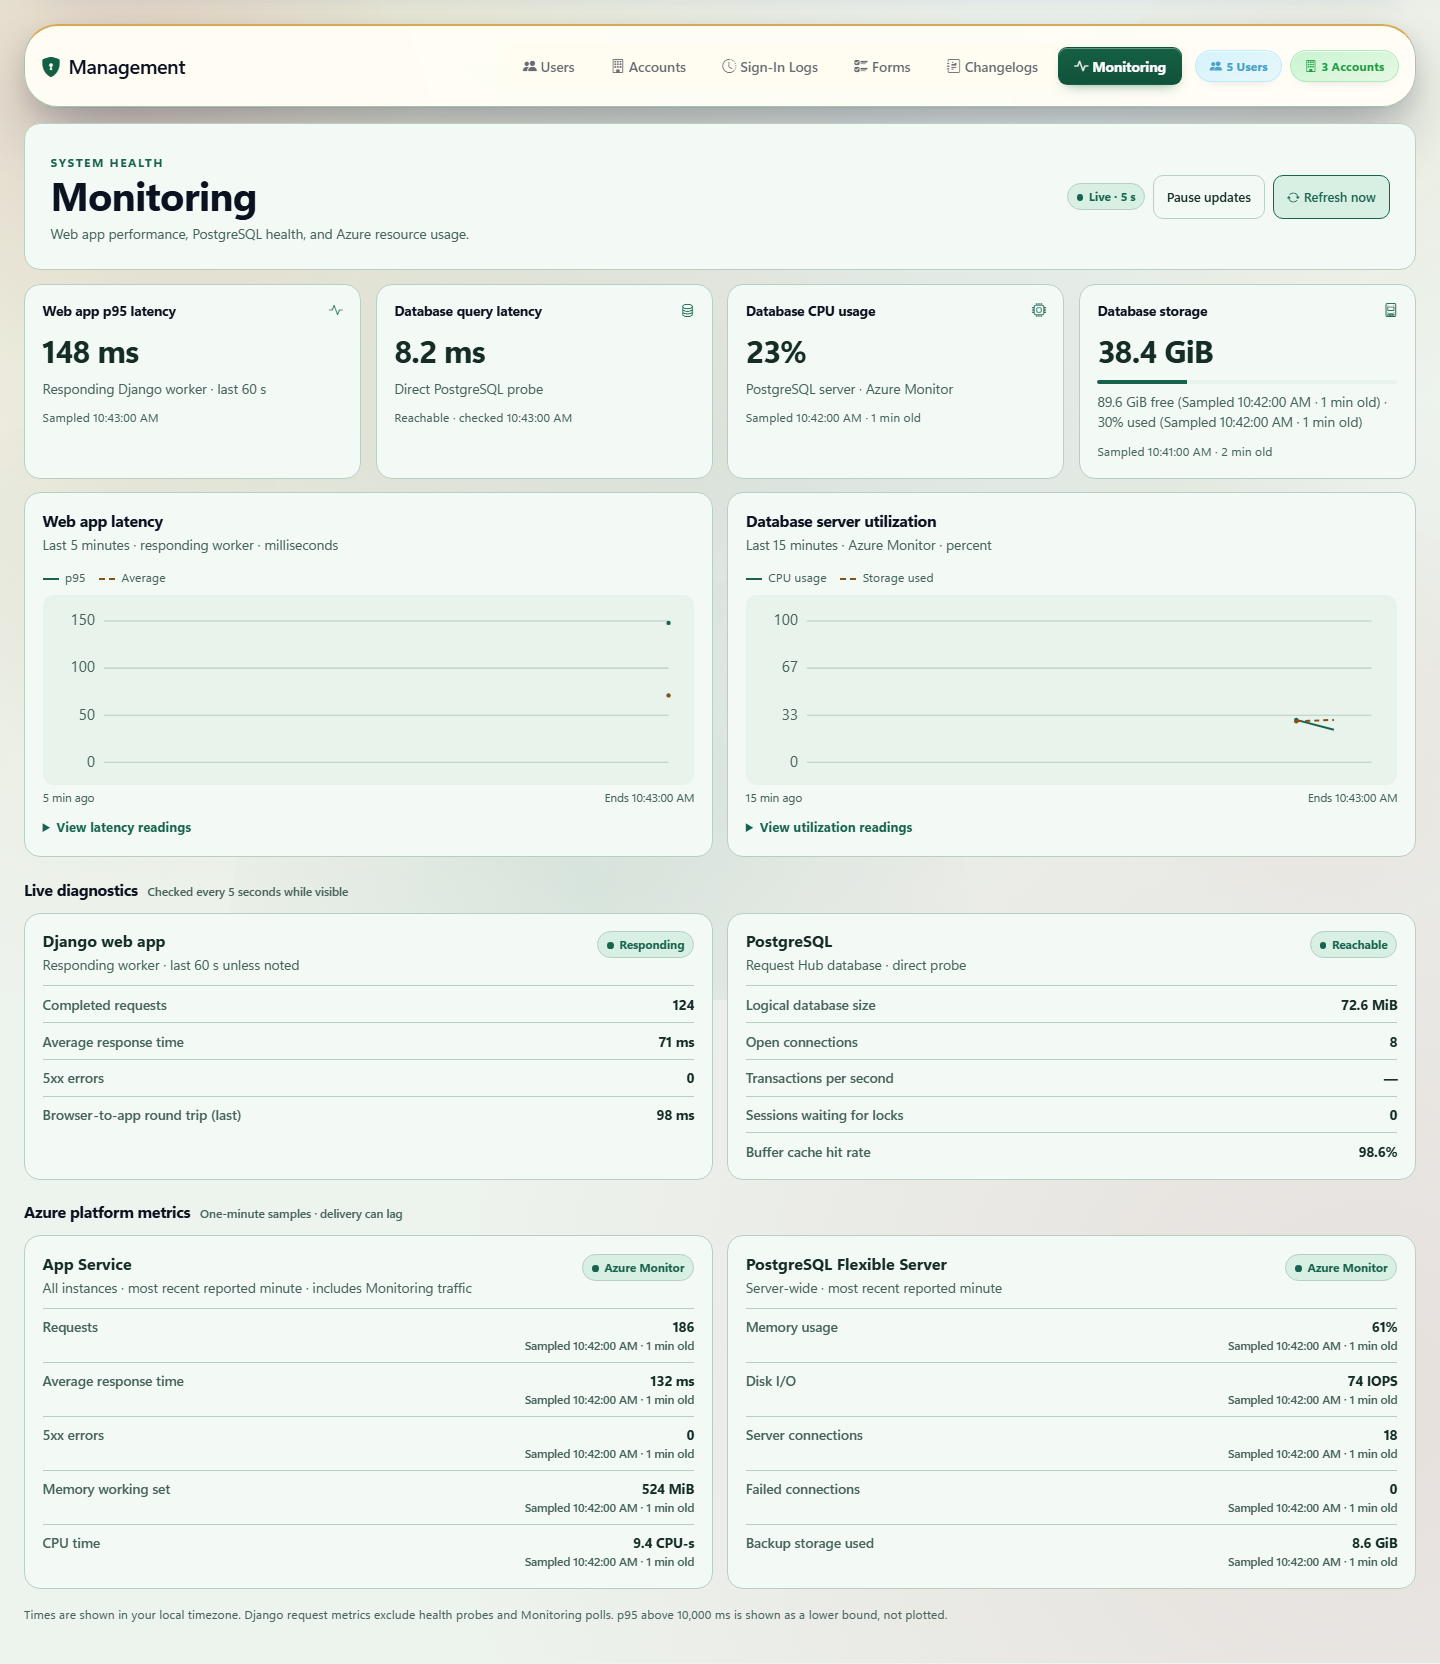 Management
Users
Accounts
Sign-In Logs
Forms
Changelogs
Monitoring
5 Users
3 Accounts
SYSTEM HEALTH
Monitoring
Web app performance, PostgreSQL health, and Azure resource usage.
Live · 5 s
Pause updates
Refresh now
Web app p95 latency
148 ms
Responding Django worker · last 60 s
Sampled 10:43:00 AM
Database query latency
8.2 ms
Direct PostgreSQL probe
Reachable · checked 10:43:00 AM
Database CPU usage
23%
PostgreSQL server · Azure Monitor
Sampled 10:42:00 AM · 1 min old
Database storage
38.4 GiB
89.6 GiB free (Sampled 10:42:00 AM · 1 min old) ·
30% used (Sampled 10:42:00 AM · 1 min old)
Sampled 10:41:00 AM · 2 min old
Web app latency
Last 5 minutes · responding worker · milliseconds
p95
Average
150
100
50
0
5 min ago
Ends 10:43:00 AM
View latency readings
Database server utilization
Last 15 minutes · Azure Monitor · percent
CPU usage
Storage used
100
67
33
0
15 min ago
Ends 10:43:00 AM
View utilization readings
Live diagnostics
Checked every 5 seconds while visible
Django web app
Responding
Responding worker · last 60 s unless noted
Completed requests
124
Average response time
71 ms
5xx errors
0
Browser-to-app round trip (last)
98 ms
PostgreSQL
Reachable
Request Hub database · direct probe
Logical database size
72.6 MiB
Open connections
8
Transactions per second
—
Sessions waiting for locks
0
Buffer cache hit rate
98.6%
Azure platform metrics
One-minute samples · delivery can lag
App Service
Azure Monitor
All instances · most recent reported minute · includes Monitoring traffic
Requests
186
Sampled 10:42:00 AM · 1 min old
Average response time
132 ms
Sampled 10:42:00 AM · 1 min old
5xx errors
0
Sampled 10:42:00 AM · 1 min old
Memory working set
524 MiB
Sampled 10:42:00 AM · 1 min old
CPU time
9.4 CPU-s
Sampled 10:42:00 AM · 1 min old
PostgreSQL Flexible Server
Azure Monitor
Server-wide · most recent reported minute
Memory usage
61%
Sampled 10:42:00 AM · 1 min old
Disk I/O
74 IOPS
Sampled 10:42:00 AM · 1 min old
Server connections
18
Sampled 10:42:00 AM · 1 min old
Failed connections
0
Sampled 10:42:00 AM · 1 min old
Backup storage used
8.6 GiB
Sampled 10:42:00 AM · 1 min old
Times are shown in your local timezone. Django request metrics exclude health probes and Monitoring polls. p95 above 10,000 ms is shown as a lower bound, not plotted.